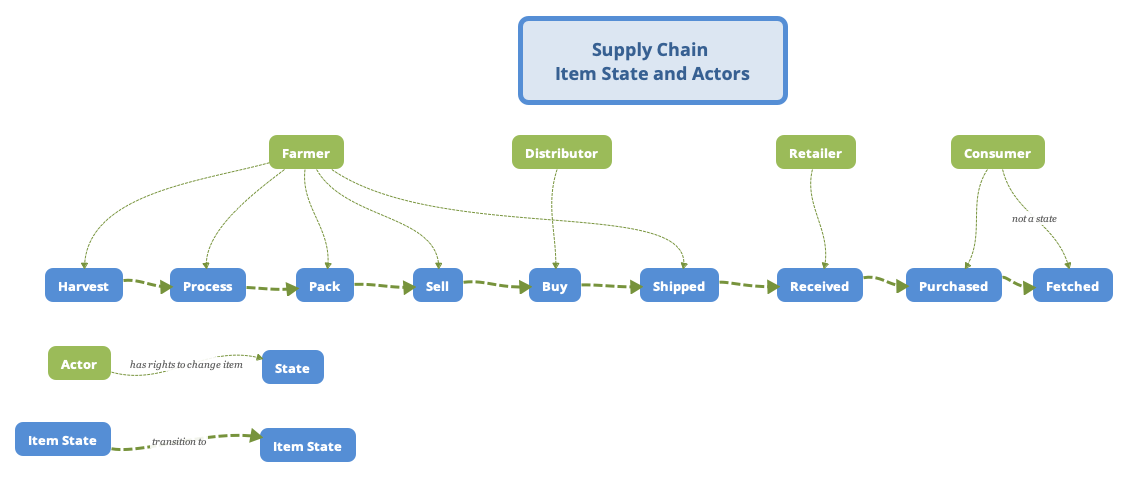 Supply Chain
Item State and Actors
Farmer
Distributor
Retailer
Consumer
not a state
Harvest
Process
Pack
Sell
Buy
Shipped
Received
Purchased
Fetched
Actor
has rights to change item
State
Item State
transition to
Item State